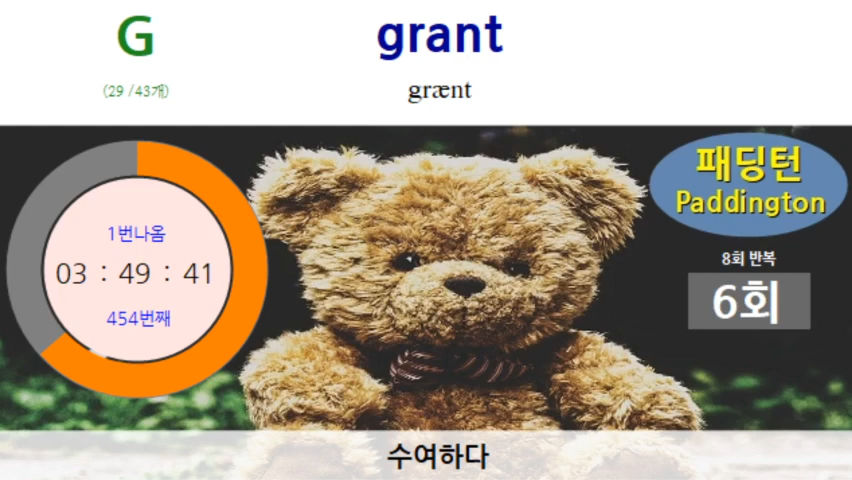 G
grant
(29 /43개)
grænt
패딩턴
Paddington
1번나옴
03 : 49 : 41
454번째
8회 반복
6회
수여하다